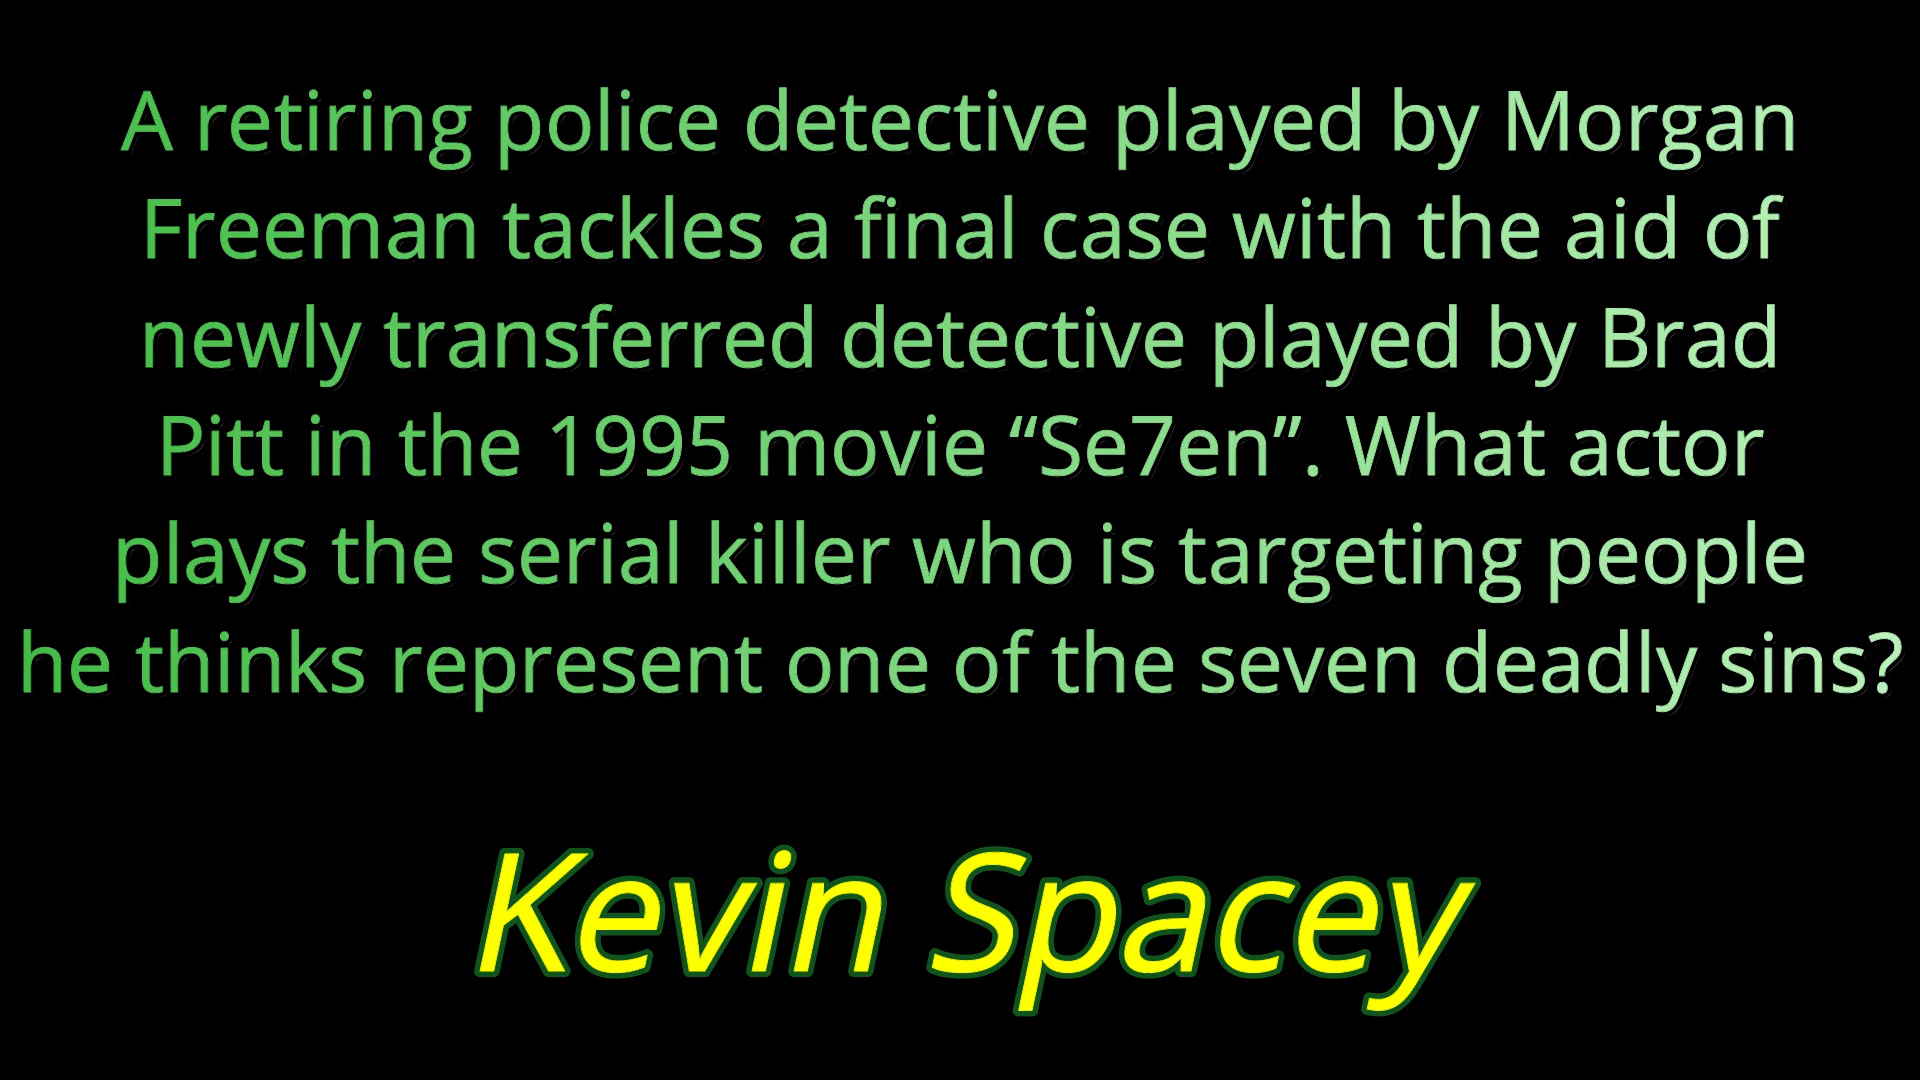 A retiring police detective played by Morgan
Freeman tackles a final case with the aid of
newly transferred detective played by Brad
Pitt in the 1995 movie “Se7en”. What actor
plays the serial killer who is targeting people
he thinks represent one of the seven deadly sins?
Kevin Spacey